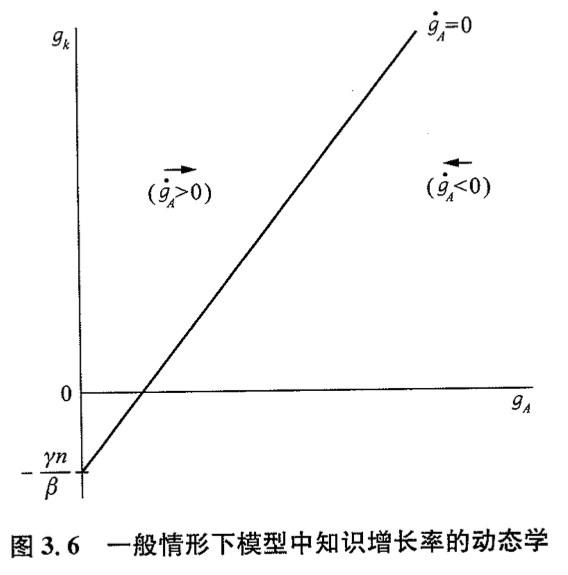 g_k
ġ_A=0
(ġ_A>0)
(ġ_A<0)
0
g_A
-γn/β
图 3.6 一般情形下模型中知识增长率的动态学